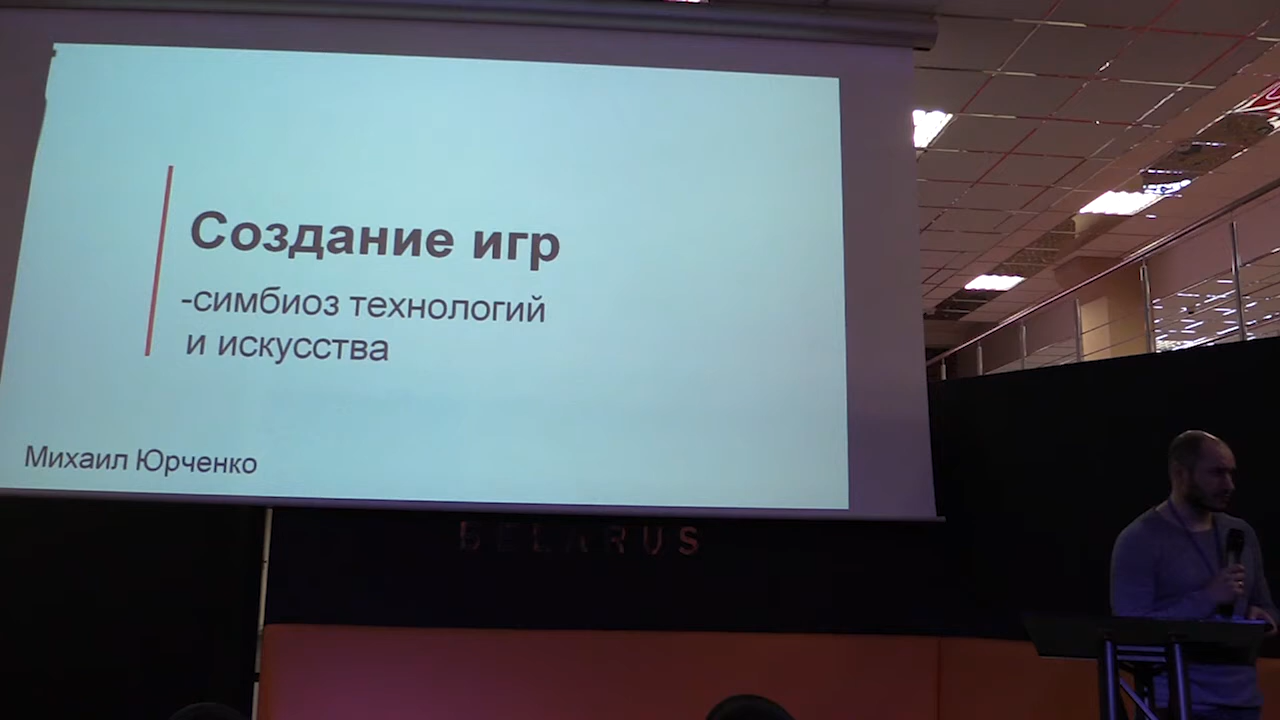 Создание игр
-симбиоз технологий
и искусства
Михаил Юрченко
BELARUS